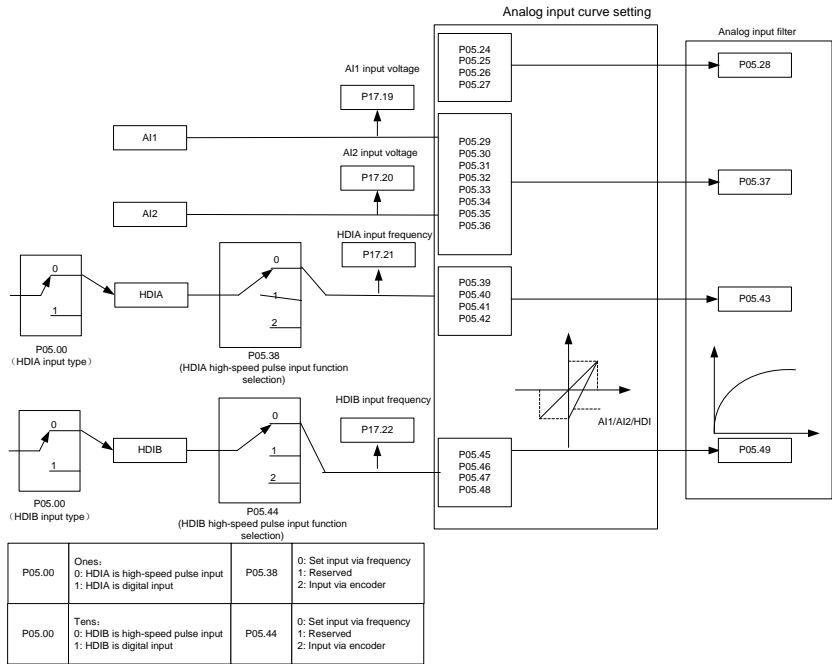 Analog input curve setting
Analog input filter
P05.24
P05.25
P05.26
P05.27
P05.28
AI1 input voltage
P17.19
AI1
AI2 input voltage
P17.20
AI2
P05.29
P05.30
P05.31
P05.32
P05.33
P05.34
P05.35
P05.36
P05.37
HDIA input frequency
P17.21
0
1
P05.00
（HDIA input type）
HDIA
0
1
2
P05.38
(HDIA high-speed pulse input function
selection)
P05.39
P05.40
P05.41
P05.42
P05.43
AI1/AI2/HDI
HDIB input frequency
P17.22
0
1
P05.00
（HDIB input type）
HDIB
0
1
2
P05.44
(HDIB high-speed pulse input function
selection)
P05.45
P05.46
P05.47
P05.48
P05.49
P05.00
Ones:
0: HDIA is high-speed pulse input
1: HDIA is digital input
P05.38
0: Set input via frequency
1: Reserved
2: Input via encoder
P05.00
Tens:
0: HDIB is high-speed pulse input
1: HDIB is digital input
P05.44
0: Set input via frequency
1: Reserved
2: Input via encoder